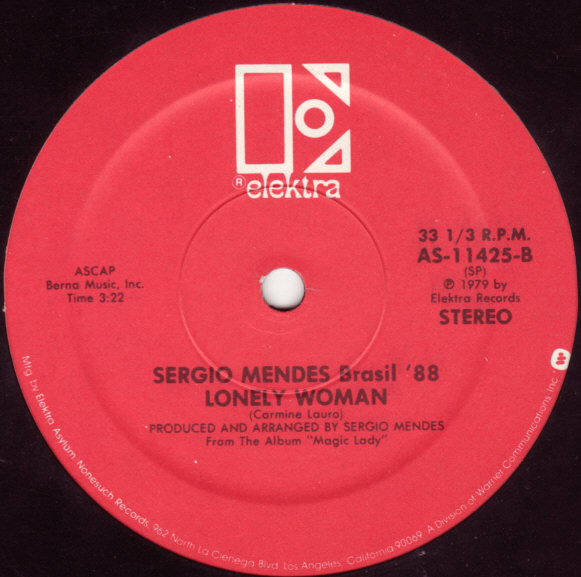 ® elektra
33 1/3 R.P.M.
AS-11425-B
(SP)
℗ 1979 by
Elektra Records
STEREO
ASCAP
Berna Music, Inc.
Time 3:22
SERGIO MENDES Brasil '88
LONELY WOMAN
(Carmine Lauro)
PRODUCED AND ARRANGED BY SERGIO MENDES
From The Album "Magic Lady"
Mfg by Elektra Asylum Nonesuch Records, 962 North La Cienega Blvd. Los Angeles, California 90069. A Division of Warner Communications Inc.